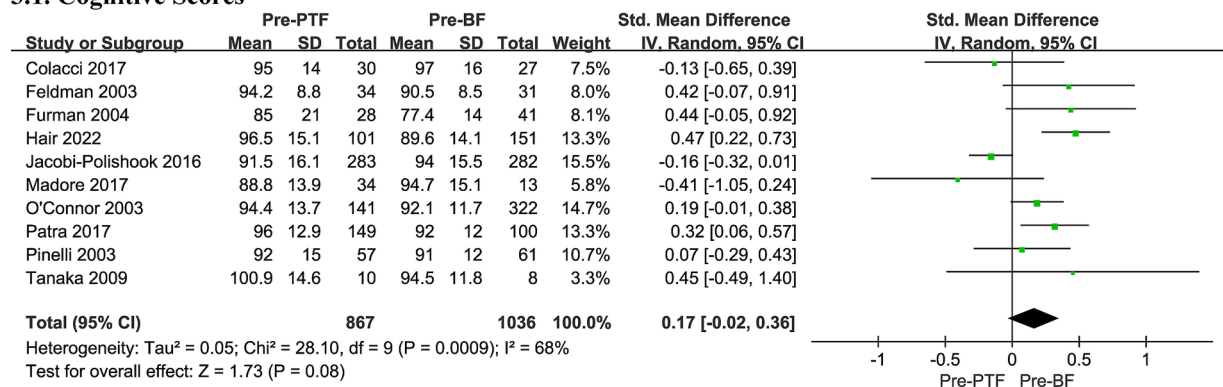 3.1. Cognitive Scores
Pre-PTF Pre-BF Std. Mean Difference Std. Mean Difference
Study or Subgroup Mean SD Total Mean SD Total Weight IV, Random, 95% CI IV, Random, 95% CI
Colacci 2017 95 14 30 97 16 27 7.5% -0.13 [-0.65, 0.39]
Feldman 2003 94.2 8.8 34 90.5 8.5 31 8.0% 0.42 [-0.07, 0.91]
Furman 2004 85 21 28 77.4 14 41 8.1% 0.44 [-0.05, 0.92]
Hair 2022 96.5 15.1 101 89.6 14.1 151 13.3% 0.47 [0.22, 0.73]
Jacobi-Polishook 2016 91.5 16.1 283 94 15.5 282 15.5% -0.16 [-0.32, 0.01]
Madore 2017 88.8 13.9 34 94.7 15.1 13 5.8% -0.41 [-1.05, 0.24]
O'Connor 2003 94.4 13.7 141 92.1 11.7 322 14.7% 0.19 [-0.01, 0.38]
Patra 2017 96 12.9 149 92 12 100 13.3% 0.32 [0.06, 0.57]
Pinelli 2003 92 15 57 91 12 61 10.7% 0.07 [-0.29, 0.43]
Tanaka 2009 100.9 14.6 10 94.5 11.8 8 3.3% 0.45 [-0.49, 1.40]
Total (95% CI) 867 1036 100.0% 0.17 [-0.02, 0.36]
Heterogeneity: Tau² = 0.05; Chi² = 28.10, df = 9 (P = 0.0009); I² = 68%
Test for overall effect: Z = 1.73 (P = 0.08)
-1 -0.5 0 0.5 1
Pre-PTF Pre-BF